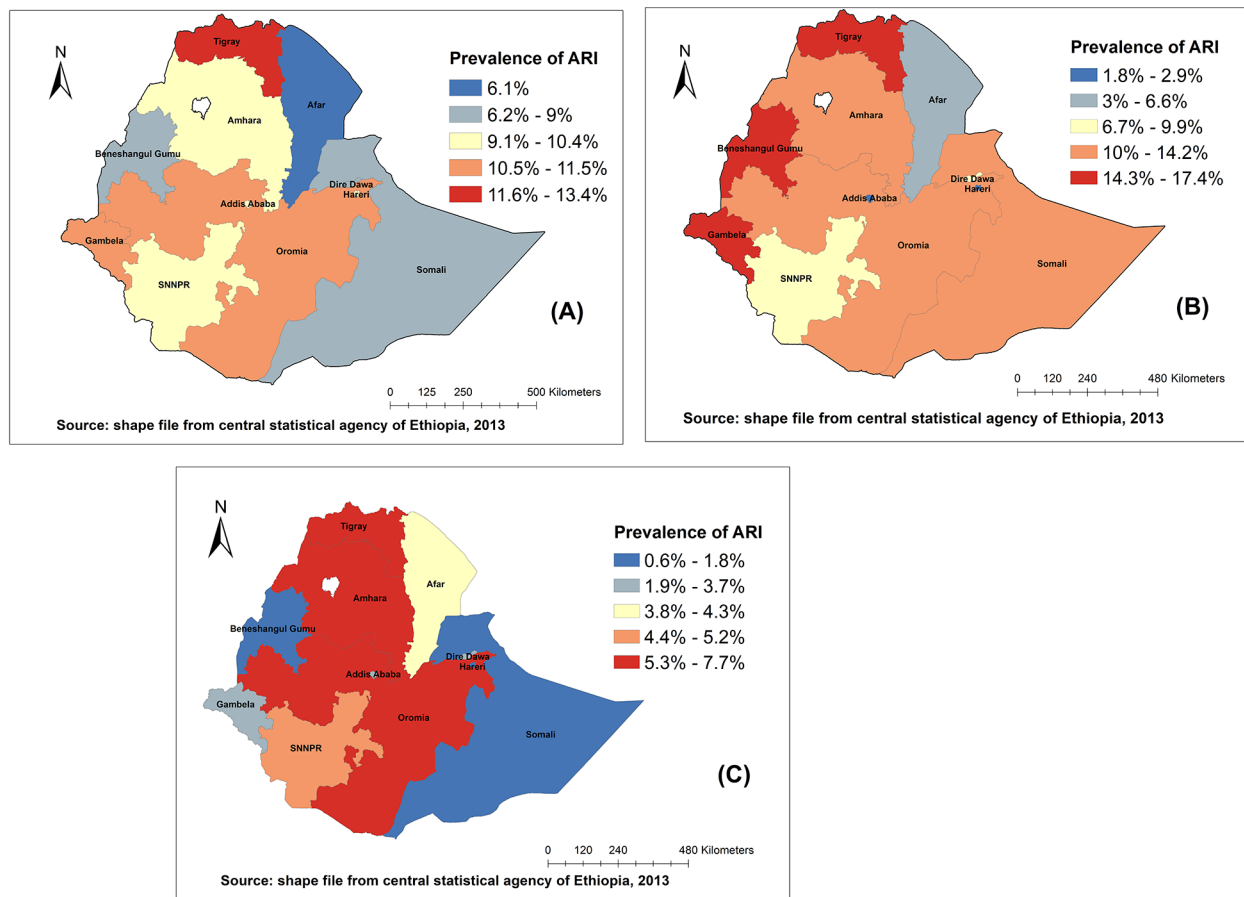 N
Prevalence of ARI
6.1%
6.2% - 9%
9.1% - 10.4%
10.5% - 11.5%
11.6% - 13.4%
Tigray
Afar
Amhara
Beneshangul Gumu
Dire Dawa
Hareri
Addis Ababa
Gambela
Oromia
Somali
SNNPR
(A)
0 125 250 500 Kilometers
Source: shape file from central statistical agency of Ethiopia, 2013
N
Prevalence of ARI
1.8% - 2.9%
3% - 6.6%
6.7% - 9.9%
10% - 14.2%
14.3% - 17.4%
Tigray
Afar
Amhara
Beneshangul Gumu
Dire Dawa
Hareri
Addis Ababa
Gambela
Oromia
Somali
SNNPR
(B)
0 120 240 480 Kilometers
Source: shape file from central statistical agency of Ethiopia, 2013
N
Prevalence of ARI
0.6% - 1.8%
1.9% - 3.7%
3.8% - 4.3%
4.4% - 5.2%
5.3% - 7.7%
Tigray
Afar
Amhara
Beneshangul Gumu
Dire Dawa
Hareri
Addis Ababa
Gambela
Oromia
Somali
SNNPR
(C)
0 120 240 480 Kilometers
Source: shape file from central statistical agency of Ethiopia, 2013